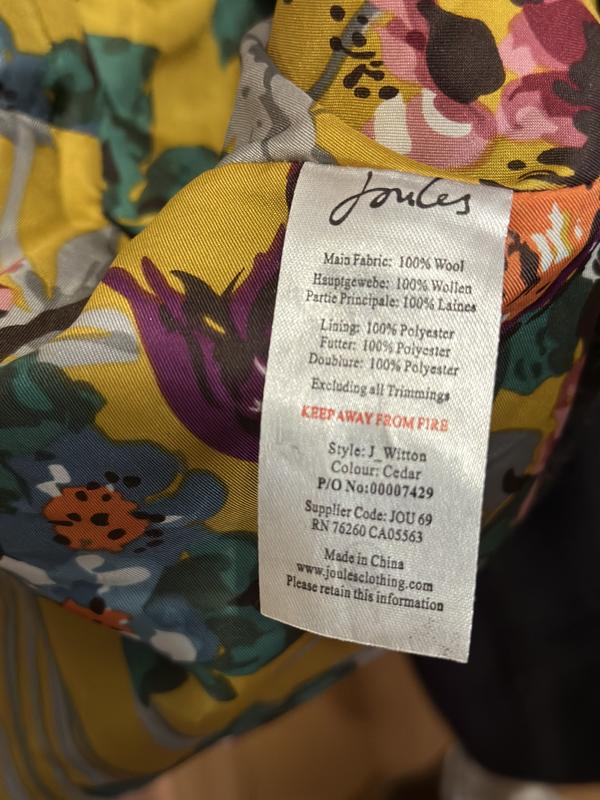 Joules
Main Fabric: 100% Wool
Hauptgewebe: 100% Wollen
Partie Principale: 100% Laines
Lining: 100% Polyester
Futter: 100% Polyester
Doublure: 100% Polyester
Excluding all Trimmings
KEEP AWAY FROM FIRE
Style: J_Witton
Colour: Cedar
P/O No:00007429
Supplier Code: JOU 69
RN 76260 CA05563
Made in China
www.joulesclothing.com
Please retain this information